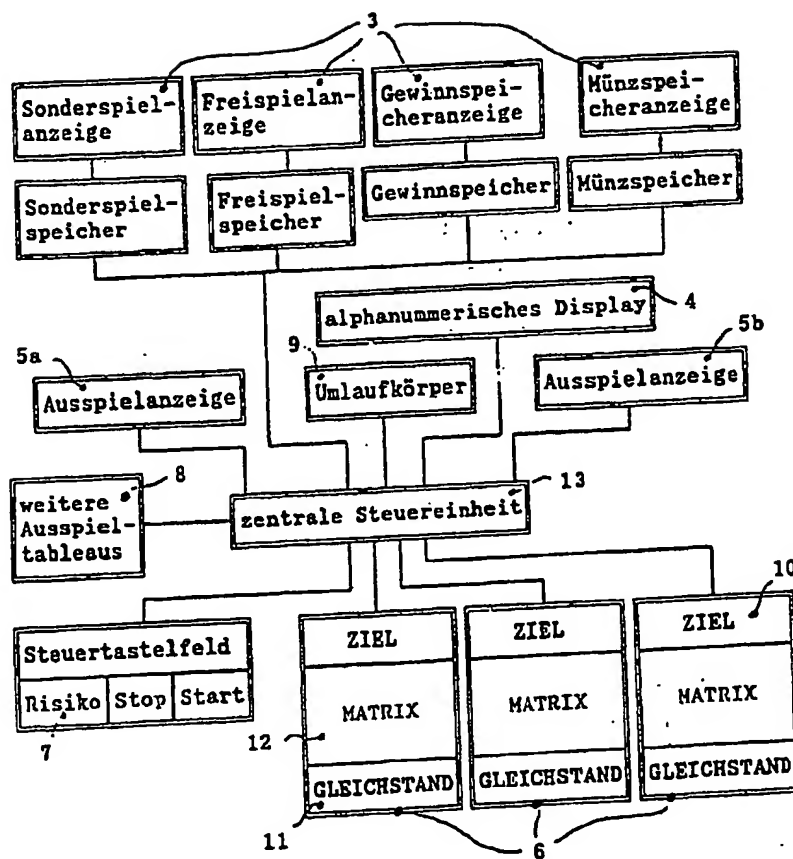 3
Sonderspiel-
anzeige
Freispielan-
zeige
Gewinnspei-
cheranzeige
Münzspei-
cheranzeige
Sonderspiel-
speicher
Freispiel-
speicher
Gewinnspeicher
Münzspeicher
alphanummerisches Display
4
5a
9
5b
Ausspielanzeige
Umlaufkörper
Ausspielanzeige
8
weitere
Ausspiel-
tableaus
13
zentrale Steuereinheit
10
Steuertastelfeld
Risiko Stop Start
7
ZIEL
MATRIX
GLEICHSTAND
ZIEL
MATRIX
GLEICHSTAND
ZIEL
MATRIX
GLEICHSTAND
12
11
6